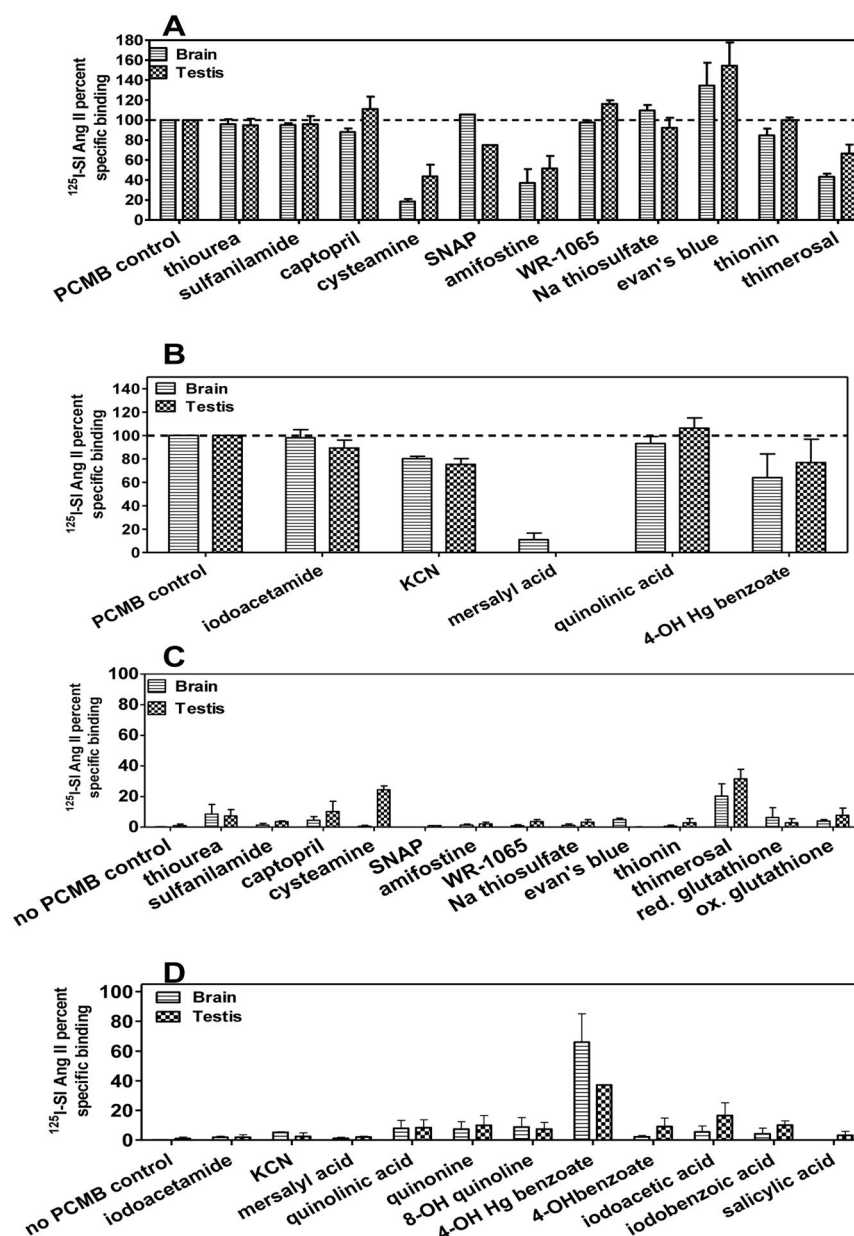 A
180
160
140
120
100
80
60
40
20
0
Brain
Testis
125I-SI Ang II percent
specific binding
PCMB control
thiourea
sulfanilamide
captopril
cysteamine
SNAP
amifostine
WR-1065
Na thiosulfate
evan's blue
thionin
thimerosal
B
140
120
100
80
60
40
20
0
Brain
Testis
125I-SI Ang II percent
specific binding
PCMB control
iodoacetamide
KCN
mersalyl acid
quinolinic acid
4-OH Hg benzoate
C
100
80
60
40
20
0
Brain
Testis
125I-SI Ang II percent
specific binding
no PCMB control
thiourea
sulfanilamide
captopril
cysteamine
SNAP
amifostine
WR-1065
Na thiosulfate
evan's blue
thionin
thimerosal
red. glutathione
ox. glutathione
D
100
80
60
40
20
0
Brain
Testis
125I-SI Ang II percent
specific binding
no PCMB control
iodoacetamide
KCN
mersalyl acid
quinolinic acid
quinonine
8-OH quinoline
4-OH Hg benzoate
4-OHbenzoate
iodoacetic acid
iodobenzoic acid
salicylic acid